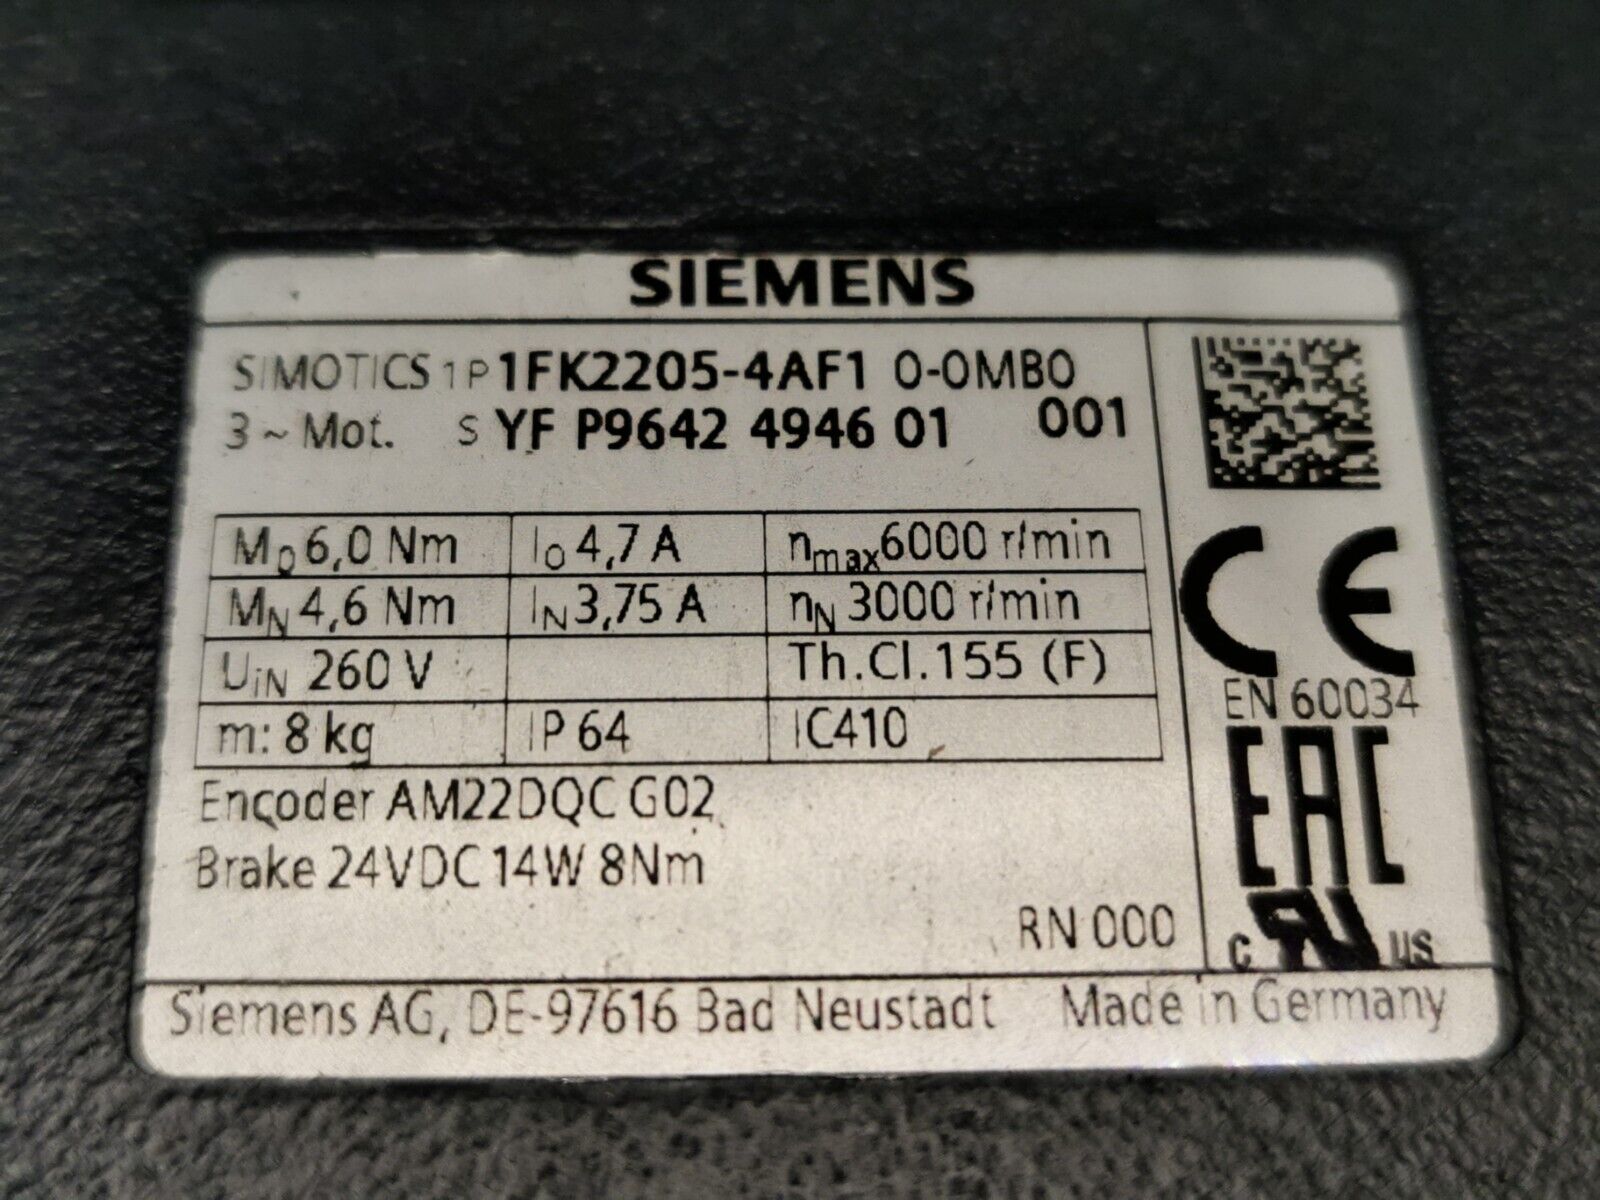 SIEMENS
SIMOTICS 1P 1FK2205-4AF1 0-0MB0
3 ~ Mot. S YF P9642 4946 01 001
M0 6,0 Nm I0 4,7 A nmax 6000 r/min
MN 4,6 Nm IN 3,75 A nN 3000 r/min
UiN 260 V Th.Cl.155 (F)
m: 8 kg IP 64 IC410
Encoder AM22DQC G02
Brake 24VDC 14W 8Nm
RN 000
CE
EN 60034
EAC
c RU us
Siemens AG, DE-97616 Bad Neustadt Made in Germany